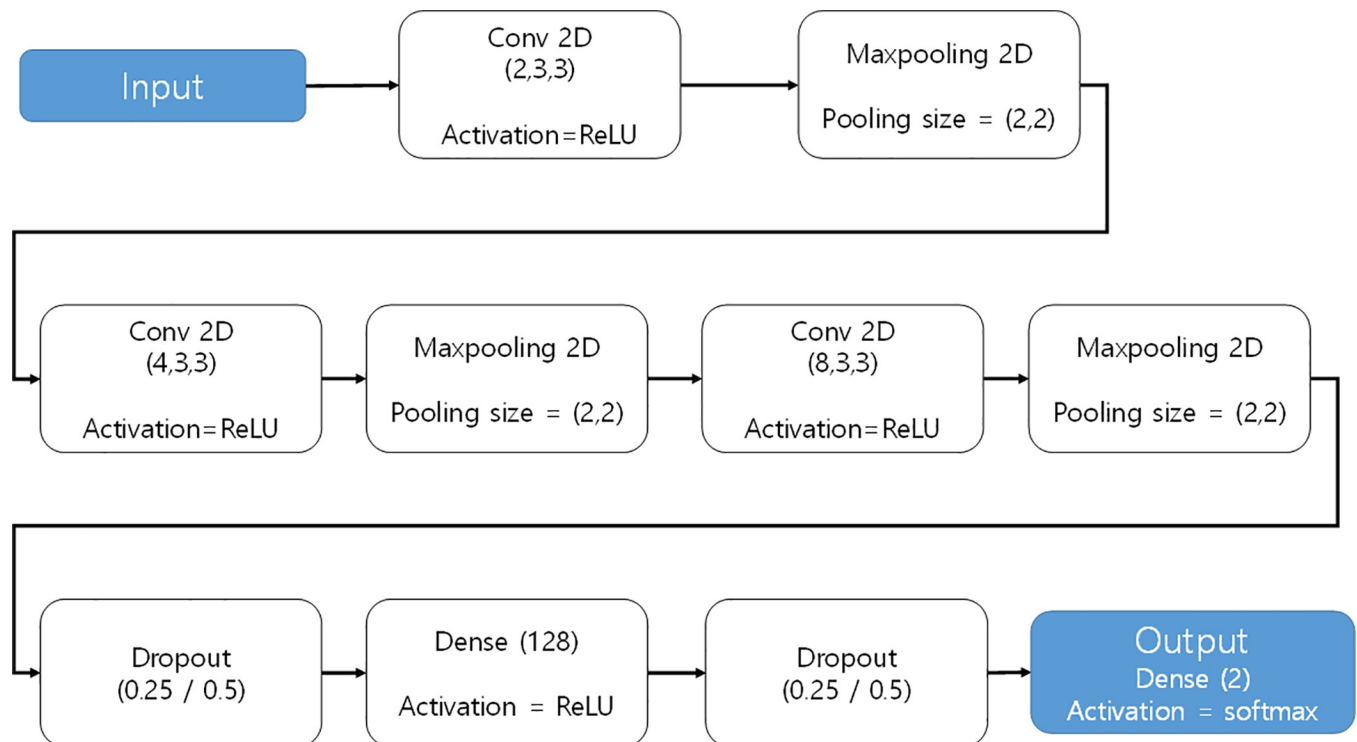 Input
Conv 2D
(2,3,3)
Activation=ReLU
Maxpooling 2D
Pooling size = (2,2)
Conv 2D
(4,3,3)
Activation=ReLU
Maxpooling 2D
Pooling size = (2,2)
Conv 2D
(8,3,3)
Activation=ReLU
Maxpooling 2D
Pooling size = (2,2)
Dropout
(0.25 / 0.5)
Dense (128)
Activation = ReLU
Dropout
(0.25 / 0.5)
Output
Dense (2)
Activation = softmax